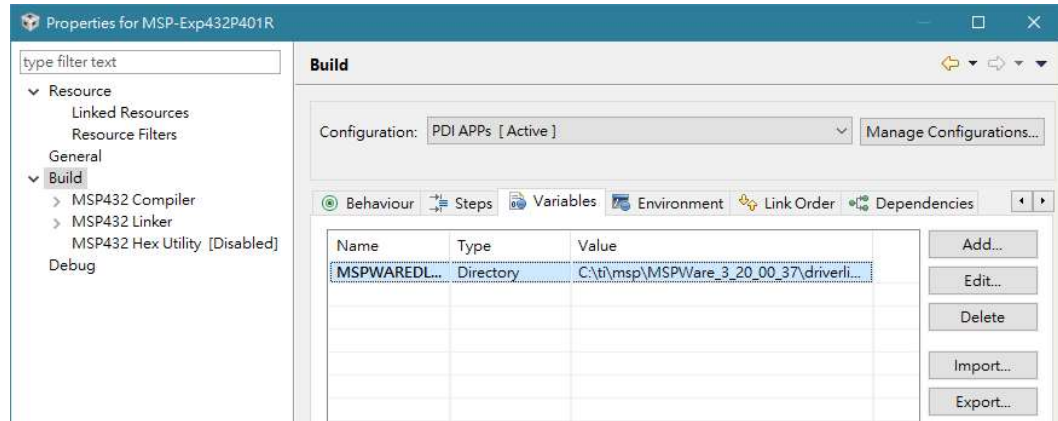 Properties for MSP-Exp432P401R
type filter text
Resource
Linked Resources
Resource Filters
General
Build
MSP432 Compiler
MSP432 Linker
MSP432 Hex Utility [Disabled]
Debug
Build
Configuration: PDI APPs [ Active ] Manage Configurations...
Behaviour Steps Variables Environment Link Order Dependencies
Name Type Value
MSPWAREDL... Directory C:\ti\msp\MSPWare_3_20_00_37\driverli...
Add...
Edit...
Delete
Import...
Export...